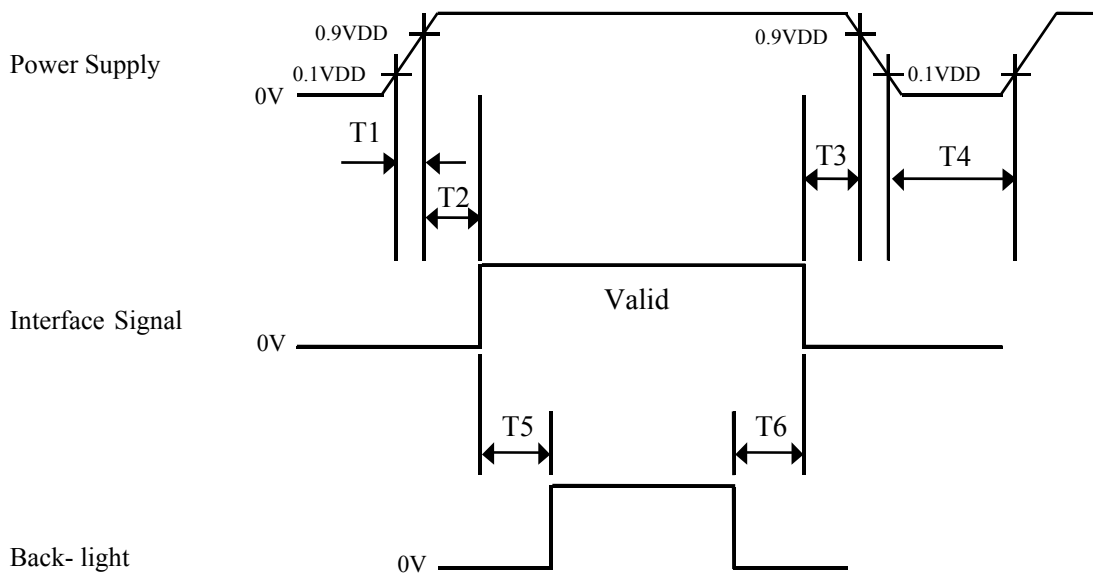 0.9VDD
0.9VDD
Power Supply
0.1VDD
0.1VDD
0V
T1
T3
T4
T2
Valid
Interface Signal
0V
T5
T6
Back- light
0V